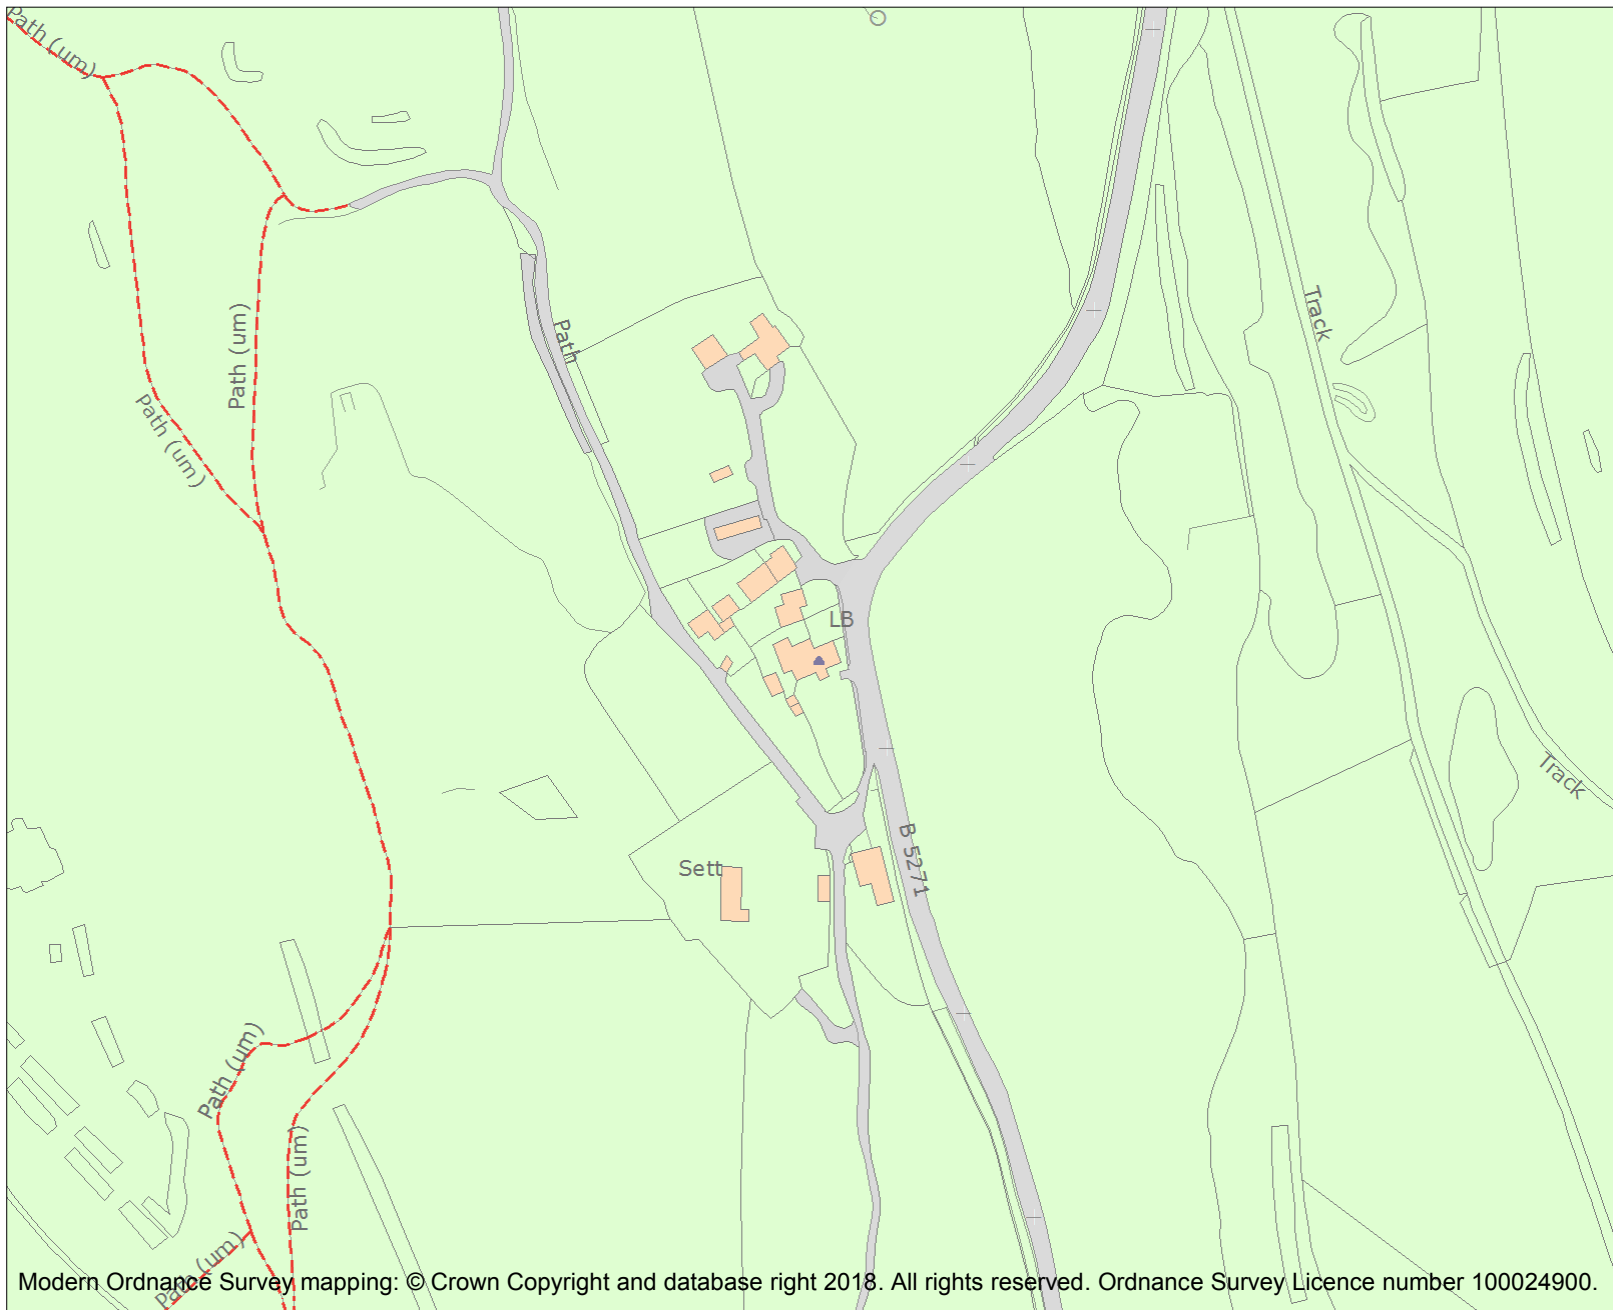 Path (um)
Track
Path
Path (um)
Path (um)
LB
Track
B 5271
Sett
Path (um)
Path (um)
Path (um)
Modern Ordnance Survey mapping: © Crown Copyright and database right 2018. All rights reserved. Ordnance Survey Licence number 100024900.